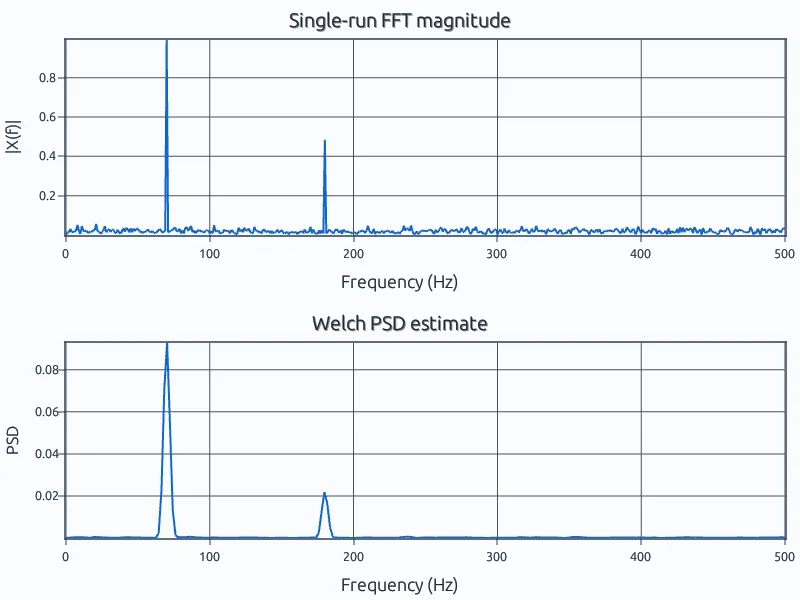 Single-run FFT magnitude
|X(f)|
0.8
0.6
0.4
0.2
0 100 200 300 400 500
Frequency (Hz)
Welch PSD estimate
PSD
0.08
0.06
0.04
0.02
0 100 200 300 400 500
Frequency (Hz)